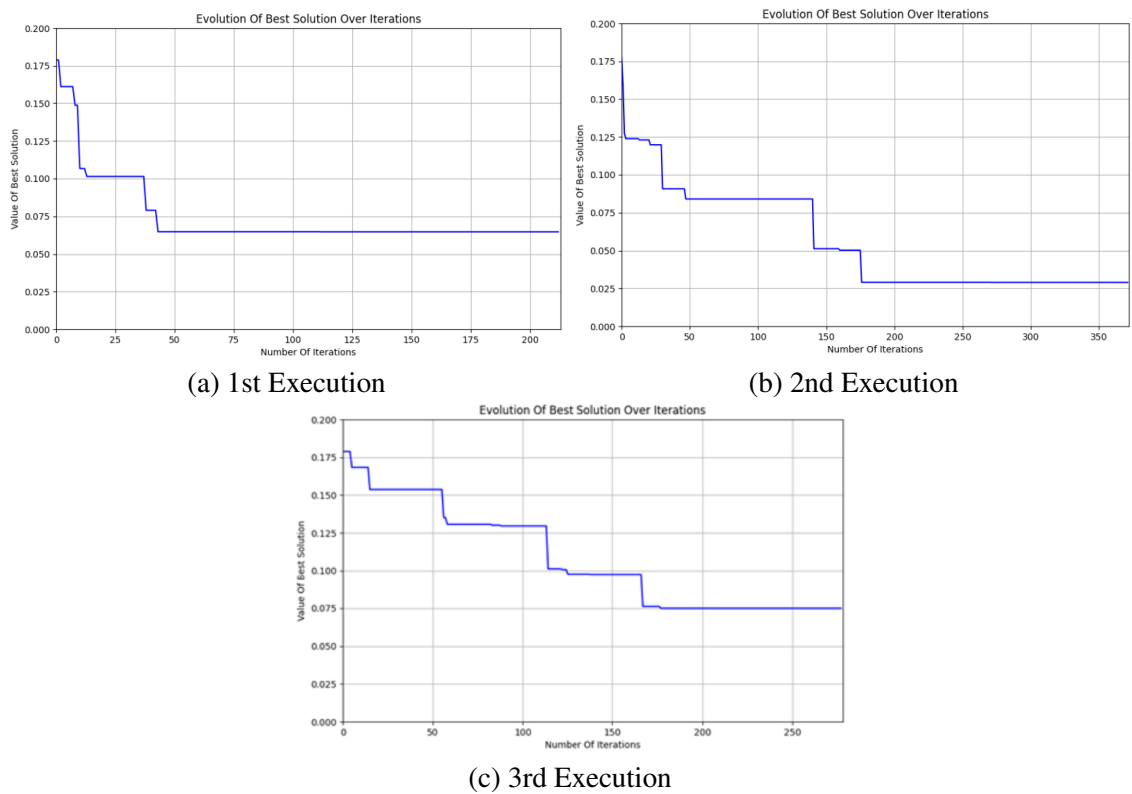 Evolution Of Best Solution Over Iterations
0.200
0.175
0.150
0.125
0.100
0.075
0.050
0.025
0.000
Value Of Best Solution
0 25 50 75 100 125 150 175 200
Number Of Iterations
(a) 1st Execution
Evolution Of Best Solution Over Iterations
0.200
0.175
0.150
0.125
0.100
0.075
0.050
0.025
0.000
Value Of Best Solution
0 50 100 150 200 250 300 350
Number Of Iterations
(b) 2nd Execution
Evolution Of Best Solution Over Iterations
0.200
0.175
0.150
0.125
0.100
0.075
0.050
0.025
0.000
Value Of Best Solution
0 50 100 150 200 250
Number Of Iterations
(c) 3rd Execution